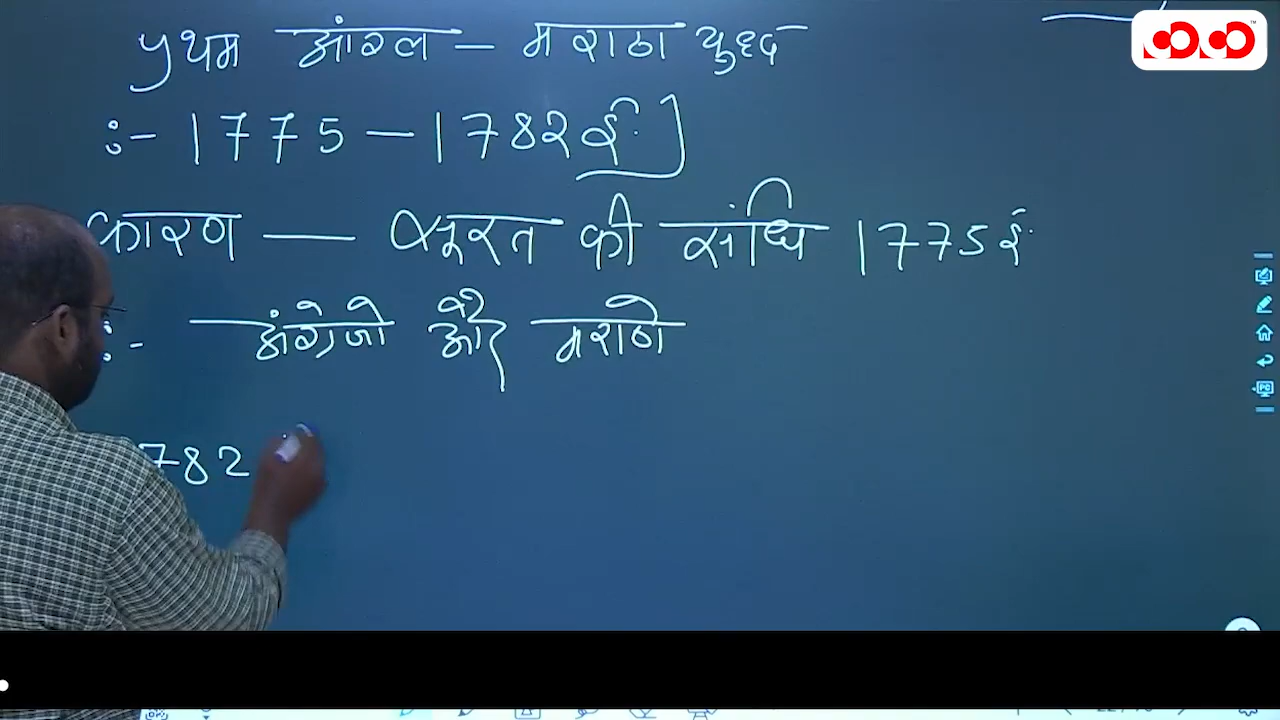 प्रथम आंग्ल – मराठा युध्द
:- 1775 – 1782 ई.]
कारण — सूरत की संधि 1775 ई.
:- अंग्रेजो और मराठो
782